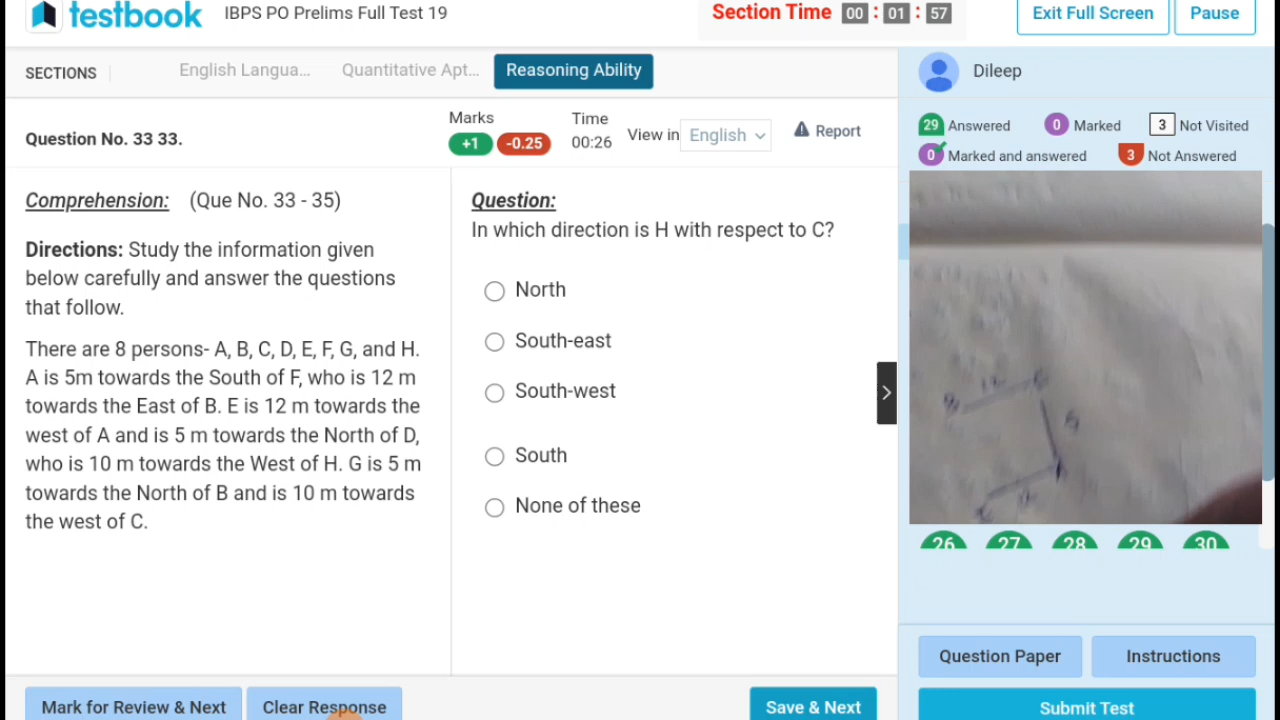 testbook
IBPS PO Prelims Full Test 19
Section Time 00 : 01 : 57
Exit Full Screen
Pause
SECTIONS
English Langua...
Quantitative Apt...
Reasoning Ability
Dileep
Question No. 33 33.
Marks
+1 -0.25
Time
00:26
View in English
Report
29 Answered
0 Marked
3 Not Visited
0 Marked and answered
3 Not Answered
Comprehension: (Que No. 33 - 35)
Directions: Study the information given
below carefully and answer the questions
that follow.
There are 8 persons- A, B, C, D, E, F, G, and H.
A is 5m towards the South of F, who is 12 m
towards the East of B. E is 12 m towards the
west of A and is 5 m towards the North of D,
who is 10 m towards the West of H. G is 5 m
towards the North of B and is 10 m towards
the west of C.
Question:
In which direction is H with respect to C?
North
South-east
South-west
South
None of these
26 27 28 29 30
Question Paper
Instructions
Mark for Review & Next
Clear Response
Save & Next
Submit Test